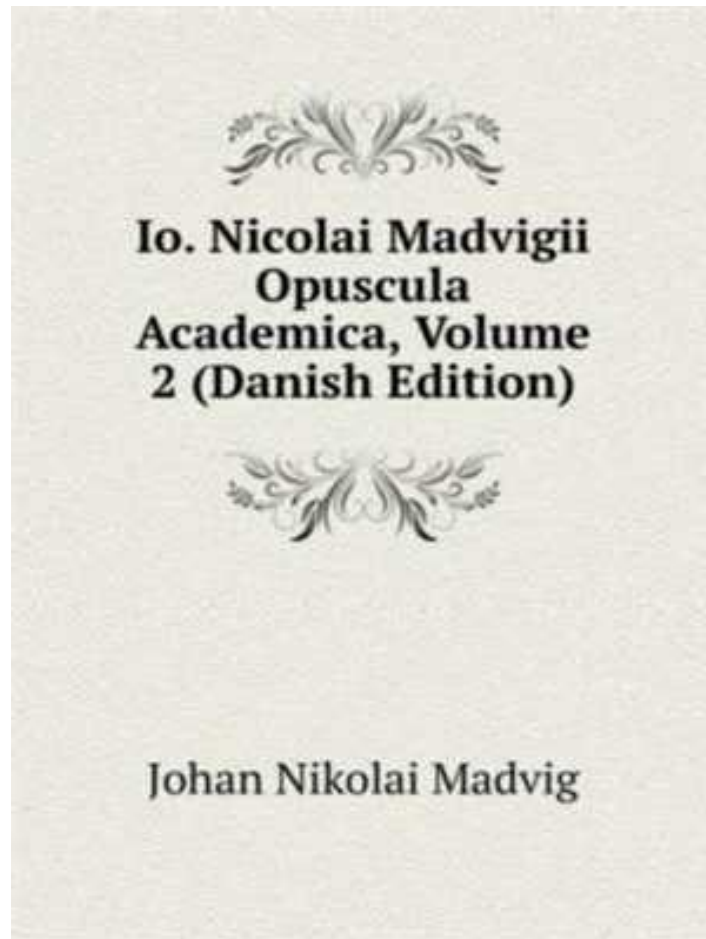 Io. Nicolai Madvigii
Opuscula
Academica, Volume
2 (Danish Edition)
Johan Nikolai Madvig